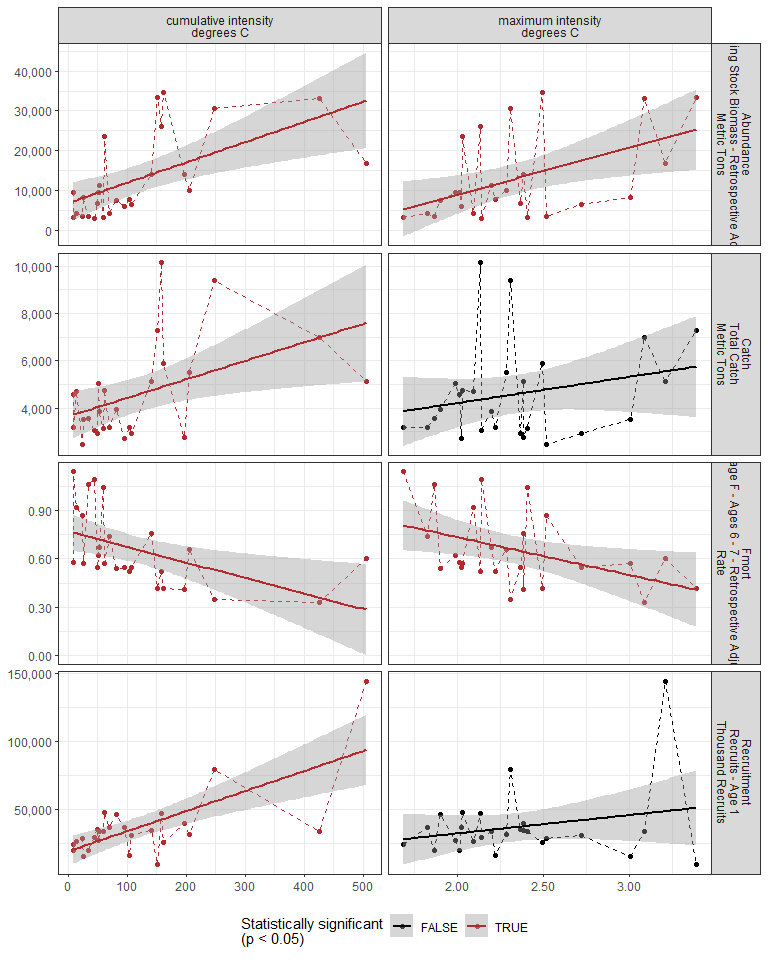 cumulative intensity
degrees C
maximum intensity
degrees C
40,000
30,000
20,000
10,000
0
Abundance
ing Stock Biomass - Retrospective Ad
Metric Tons
10,000
8,000
6,000
4,000
Catch
Total Catch
Metric Tons
0.90
0.60
0.30
0.00
Fmort
age F - Ages 6 - 7 - Retrospective Adju
Rate
150,000
100,000
50,000
Recruitment
Recruits - Age 1
Thousand Recruits
0 100 200 300 400 500
2.00 2.50 3.00
Statistically significant
(p < 0.05)
FALSE
TRUE